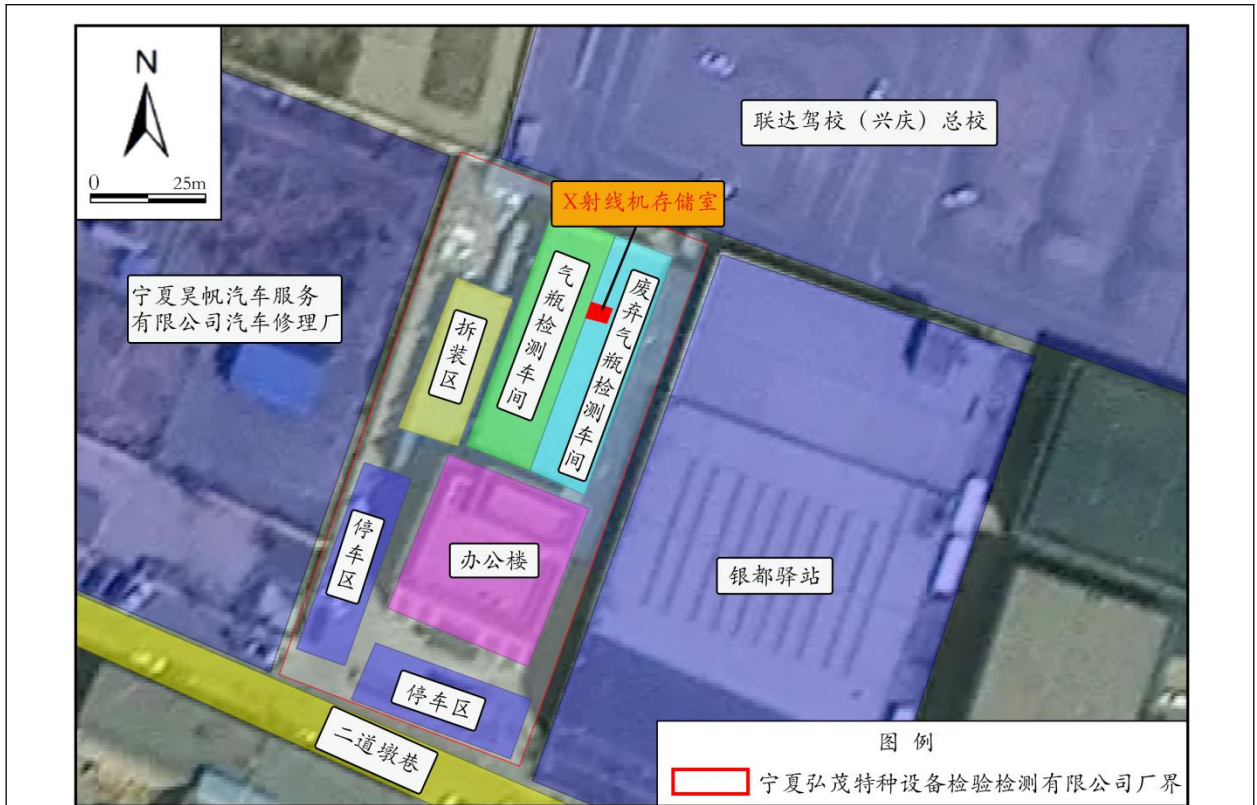 N
0 25m
联达驾校（兴庆）总校
X射线机存储室
宁夏昊帆汽车服务
有限公司汽车修理厂
拆装区
气瓶检测车间
废弃气瓶检测车间
停车区
办公楼
银都驿站
停车区
二道墩巷
图 例
宁夏弘茂特种设备检验检测有限公司厂界